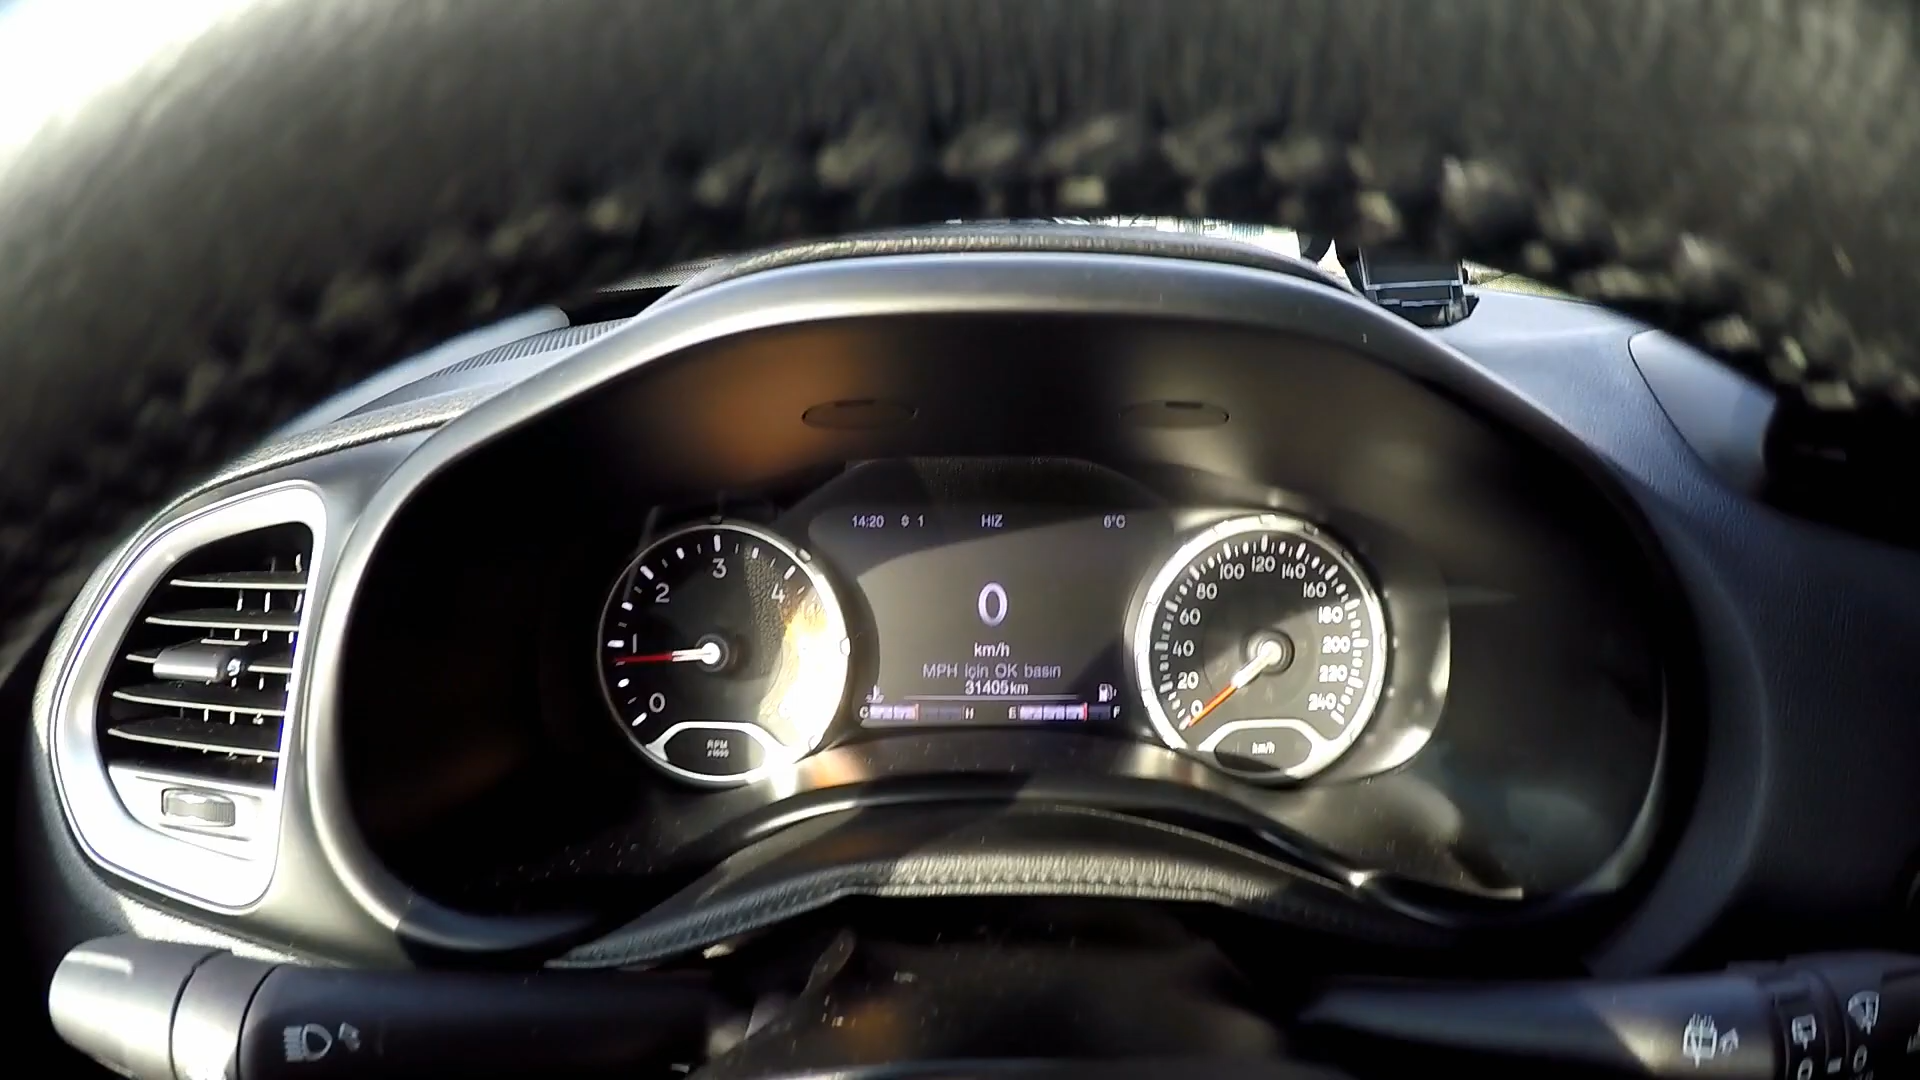 14:20 1 HIZ 6°C
0
km/h
MPH için OK basın
31405km
C H E F
0 1 2 3 4
RPM
x1000
0 20 40 60 80 100 120 140 160 180 200 220 240
km/h